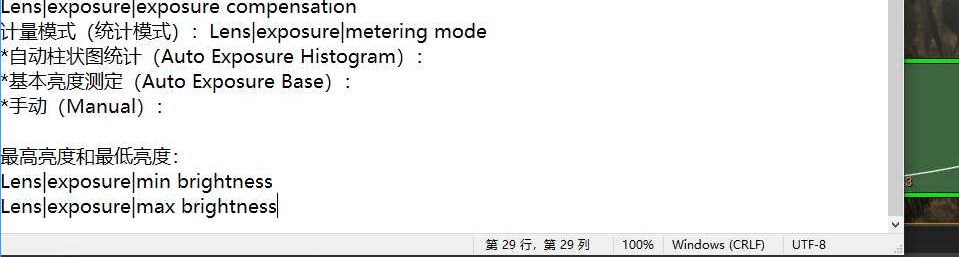 Lens|exposure|exposure compensation
计量模式（统计模式）：Lens|exposure|metering mode
*自动柱状图统计（Auto Exposure Histogram）：
*基本亮度测定（Auto Exposure Base）：
*手动（Manual）：
最高亮度和最低亮度：
Lens|exposure|min brightness
Lens|exposure|max brightness
3
第 29 行，第 29 列 100% Windows (CRLF) UTF-8